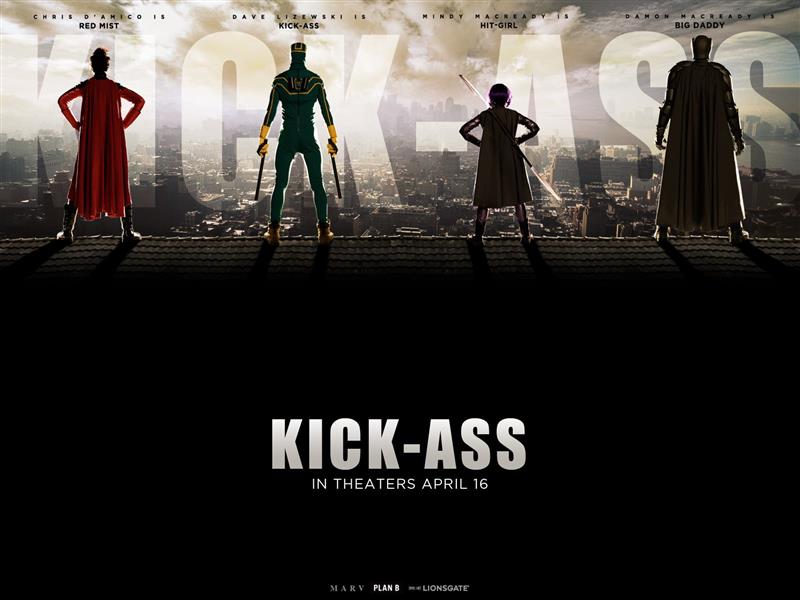 CHRIS D'AMICO IS
RED MIST
DAVE LIZEWSKI IS
KICK-ASS
MINDY MACREADY IS
HIT-GIRL
DAMON MACREADY IS
BIG DADDY
KICK-ASS
KICK-ASS
IN THEATERS APRIL 16
MARV PLAN B LIONSGATE